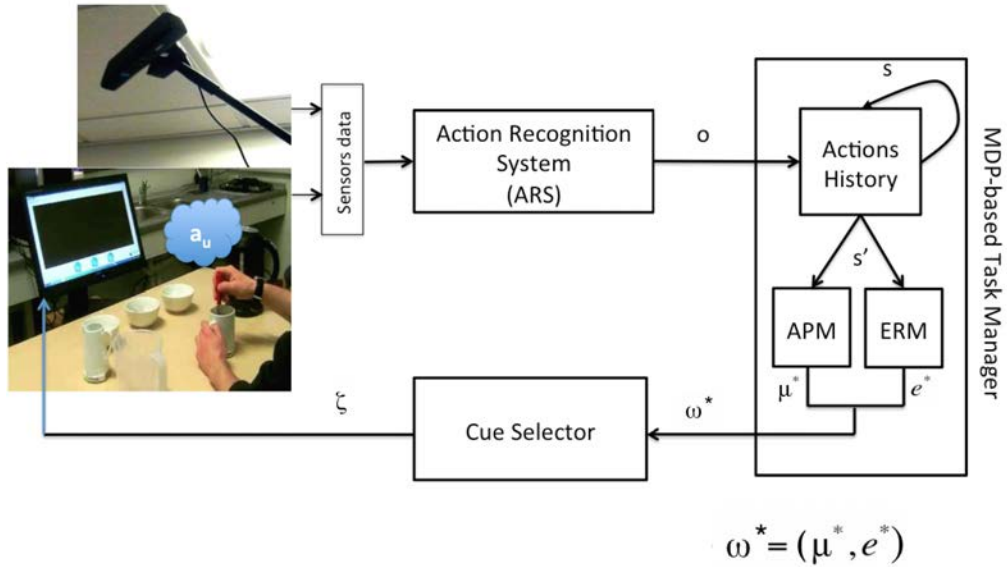 a_u
Sensors data
Action Recognition
System
(ARS)
o
s
Actions
History
s'
APM
ERM
μ*
e*
MDP-based Task Manager
ω*
Cue Selector
ζ
ω*=(μ*,e*)